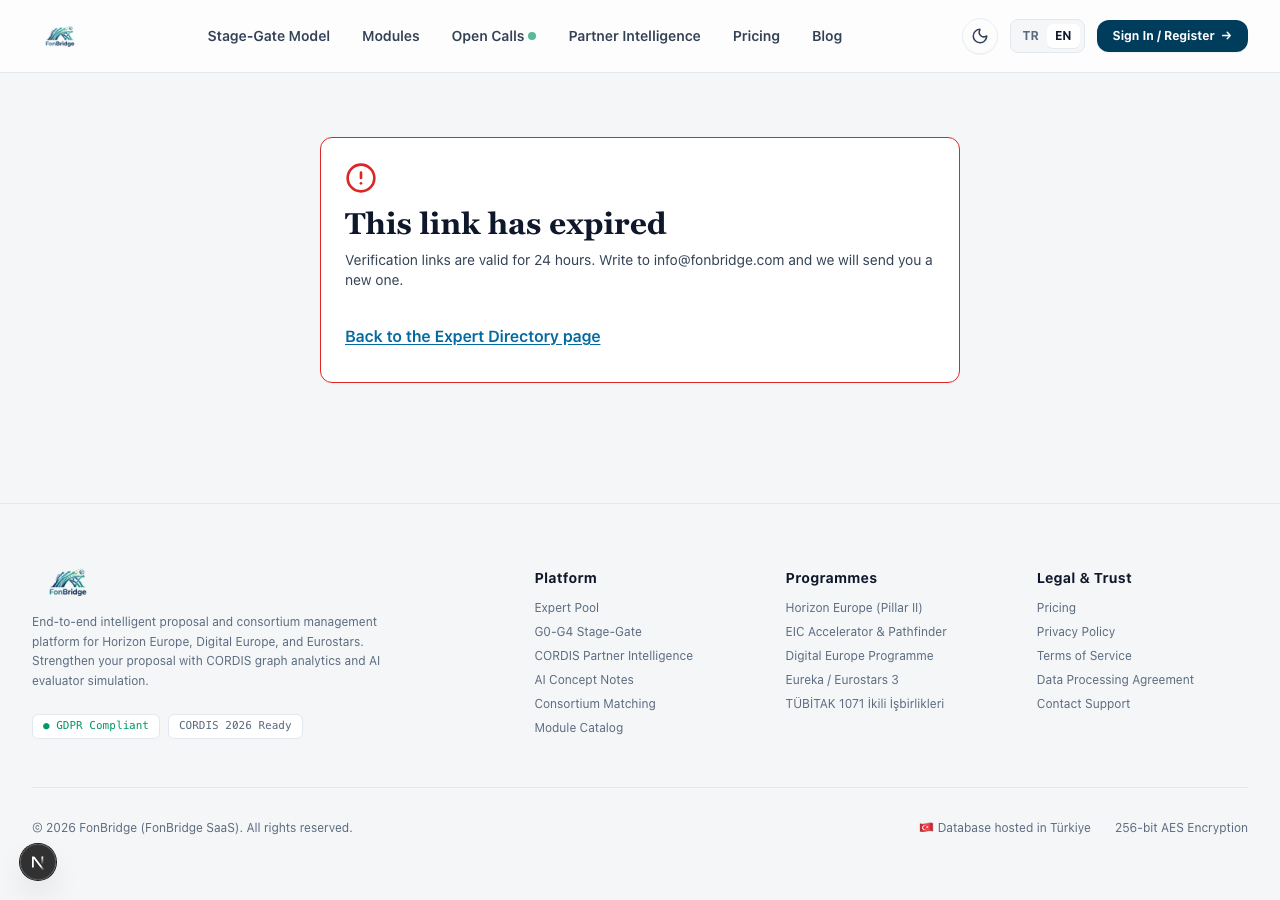 FonBridge
Stage-Gate Model
Modules
Open Calls
Partner Intelligence
Pricing
Blog
TR
EN
Sign In / Register →
This link has expired
Verification links are valid for 24 hours. Write to info@fonbridge.com and we will send you a
new one.
Back to the Expert Directory page
FonBridge
End-to-end intelligent proposal and consortium management
platform for Horizon Europe, Digital Europe, and Eurostars.
Strengthen your proposal with CORDIS graph analytics and AI
evaluator simulation.
GDPR Compliant
CORDIS 2026 Ready
Platform
Expert Pool
G0-G4 Stage-Gate
CORDIS Partner Intelligence
AI Concept Notes
Consortium Matching
Module Catalog
Programmes
Horizon Europe (Pillar II)
EIC Accelerator & Pathfinder
Digital Europe Programme
Eureka / Eurostars 3
TÜBİTAK 1071 İkili İşbirlikleri
Legal & Trust
Pricing
Privacy Policy
Terms of Service
Data Processing Agreement
Contact Support
© 2026 FonBridge (FonBridge SaaS). All rights reserved.
🇹🇷 Database hosted in Türkiye
256-bit AES Encryption
N